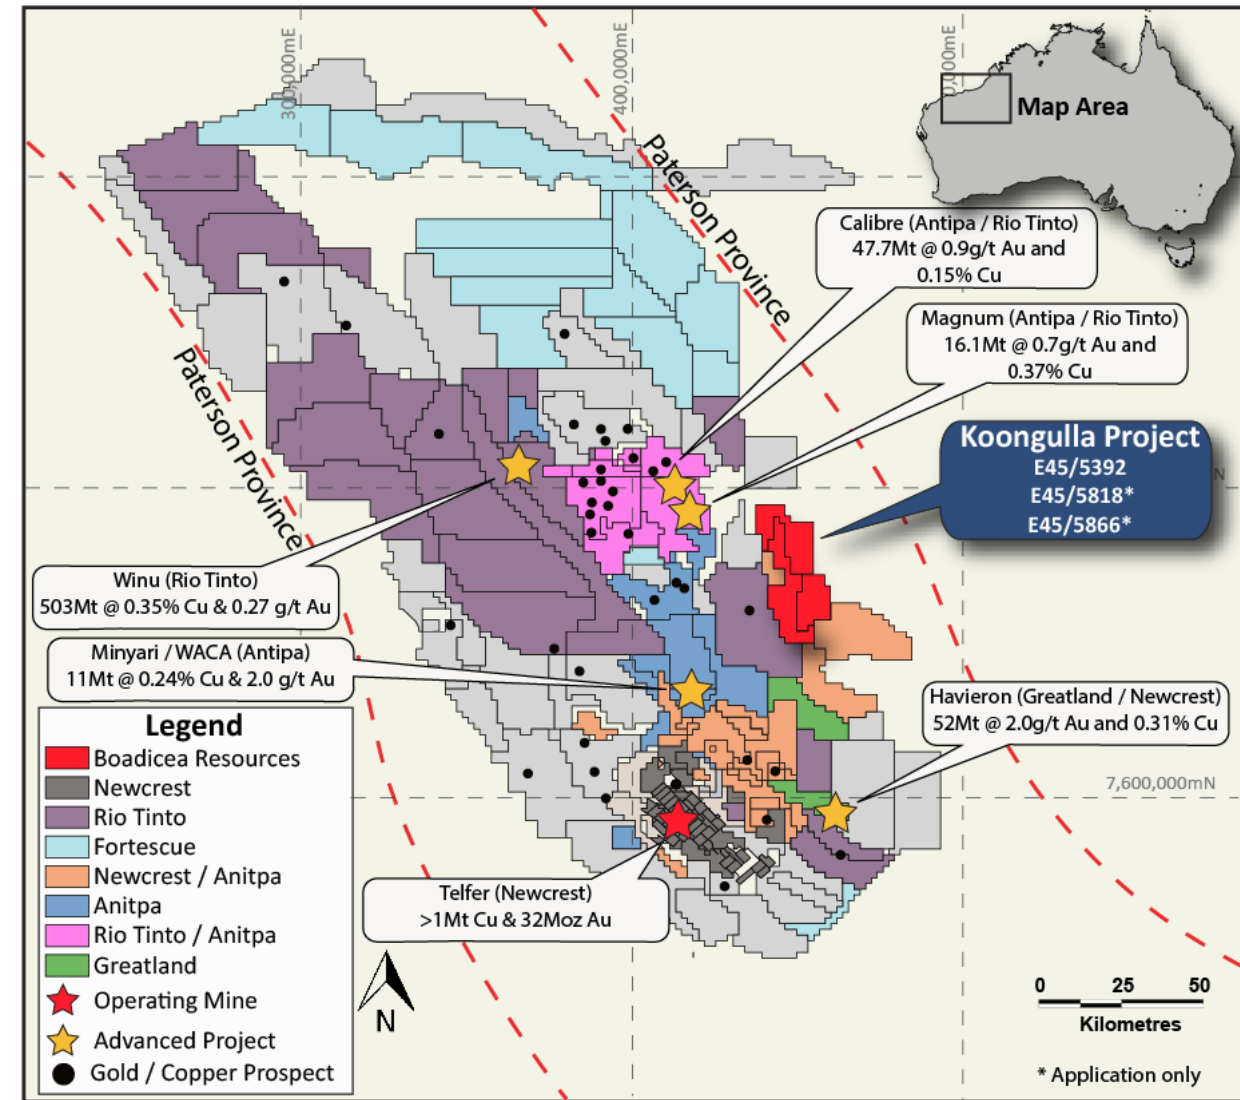 300,000mE
400,000mE
0,000mE
Map Area
Paterson Province
Calibre (Antipa / Rio Tinto)
47.7Mt @ 0.9g/t Au and
0.15% Cu
Magnum (Antipa / Rio Tinto)
16.1Mt @ 0.7g/t Au and
0.37% Cu
Paterson Province
Koongulla Project
E45/5392
E45/5818*
E45/5866*
N
Winu (Rio Tinto)
503Mt @ 0.35% Cu & 0.27 g/t Au
Minyari / WACA (Antipa)
11Mt @ 0.24% Cu & 2.0 g/t Au
Havieron (Greatland / Newcrest)
52Mt @ 2.0g/t Au and 0.31% Cu
7,600,000mN
Telfer (Newcrest)
>1Mt Cu & 32Moz Au
Legend
Boadicea Resources
Newcrest
Rio Tinto
Fortescue
Newcrest / Anitpa
Anitpa
Rio Tinto / Anitpa
Greatland
Operating Mine
Advanced Project
Gold / Copper Prospect
N
0 25 50
Kilometres
* Application only